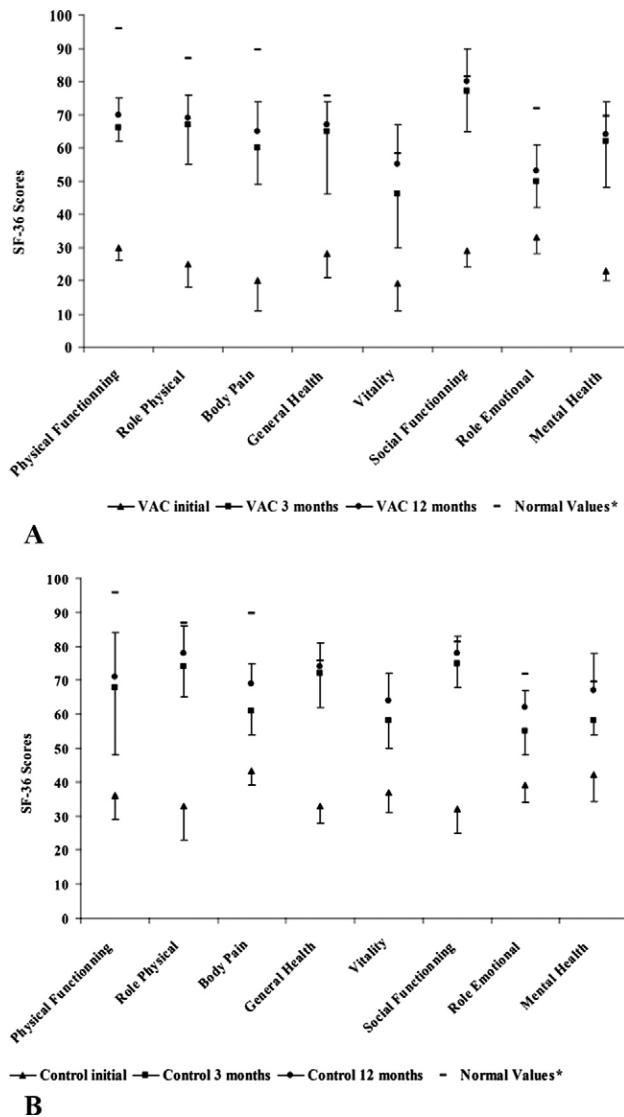 100
90
80
70
60
50
40
30
20
10
0
SF-36 Scores
Physical Functionning
Role Physical
Body Pain
General Health
Vitality
Social Functionning
Role Emotional
Mental Health
VAC initial VAC 3 months VAC 12 months Normal Values*
A
100
90
80
70
60
50
40
30
20
10
0
SF-36 Scores
Physical Functionning
Role Physical
Body Pain
General Health
Vitality
Social Functionning
Role Emotional
Mental Health
Control initial Control 3 months Control 12 months Normal Values*
B